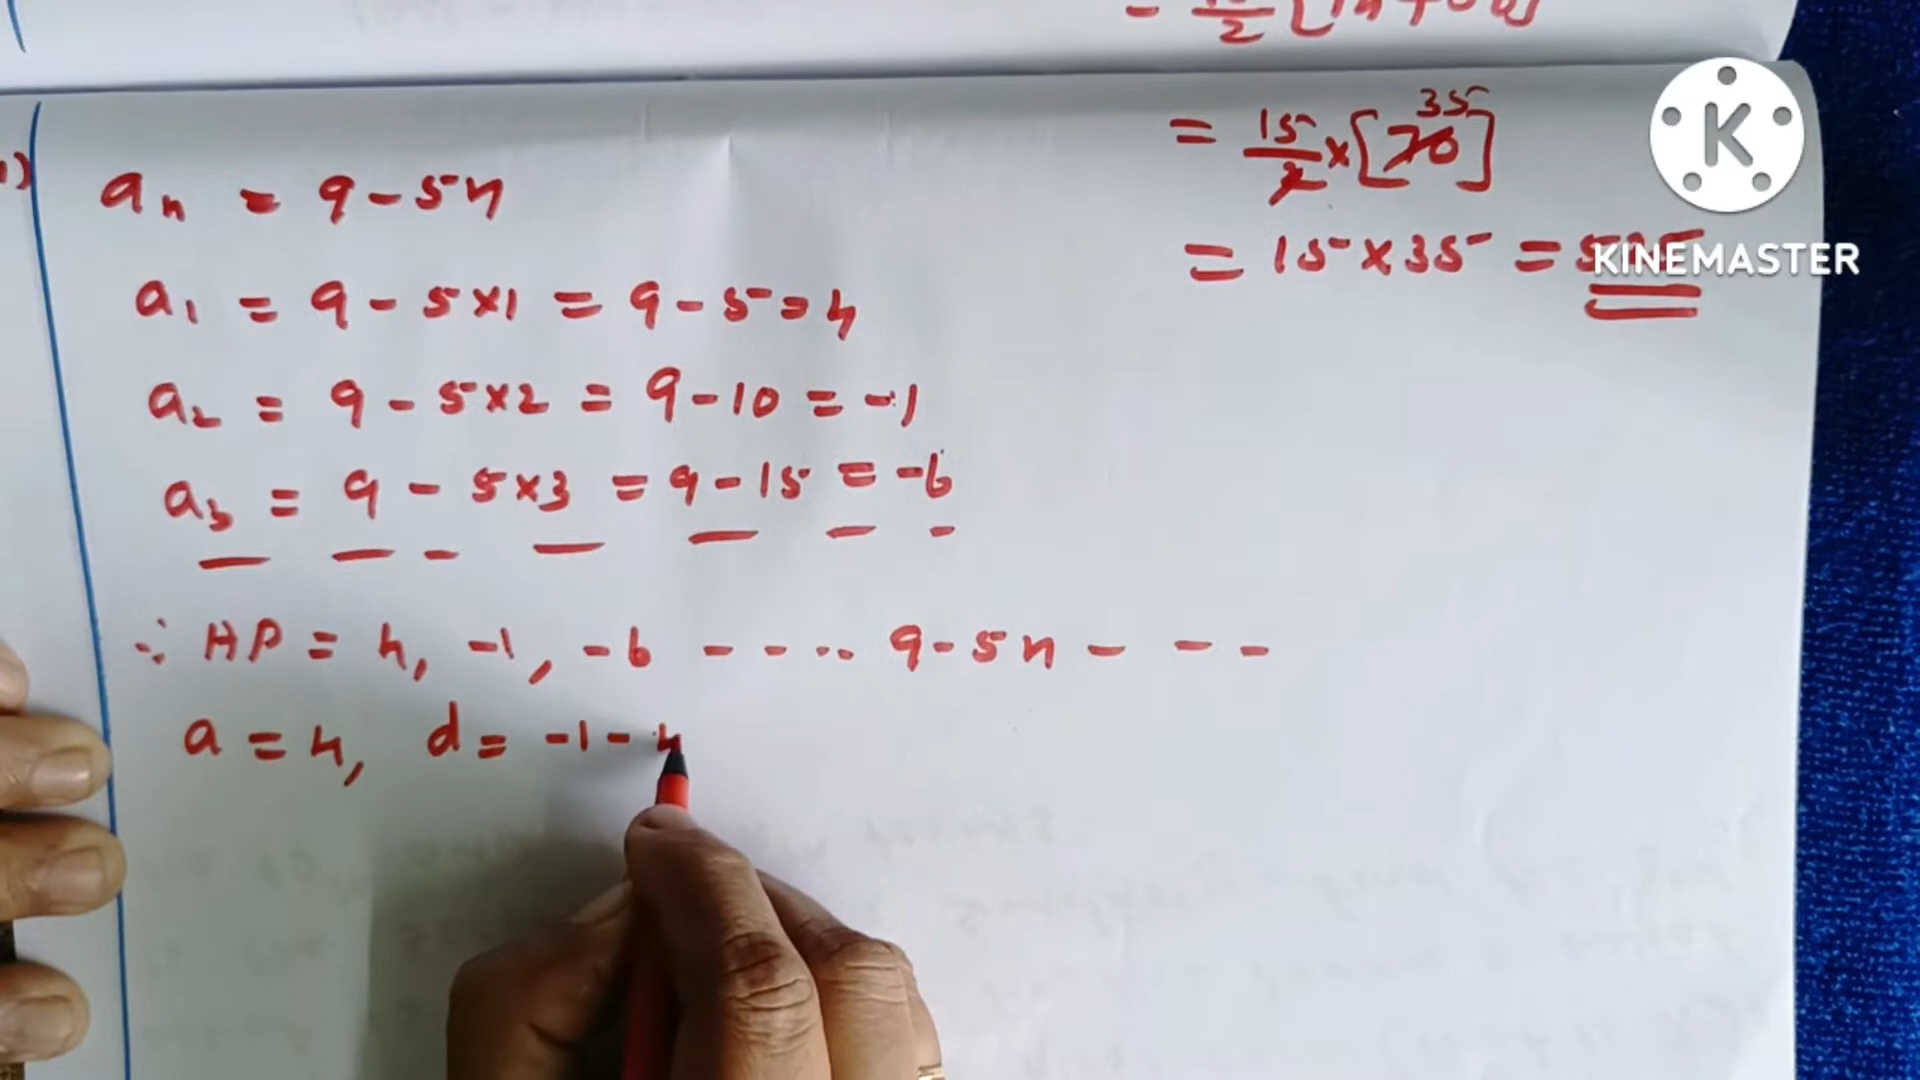 = 15/2 × [70] 35
= 15 × 35 = 525
KINEMASTER
1)
aₙ = 9 - 5n
a₁ = 9 - 5×1 = 9 - 5 = 4
a₂ = 9 - 5×2 = 9 - 10 = -1
a₃ = 9 - 5×3 = 9 - 15 = -6
∴ AP = 4, -1, -6 - - - - 9 - 5n - - -
a = 4, d = -1 - 4